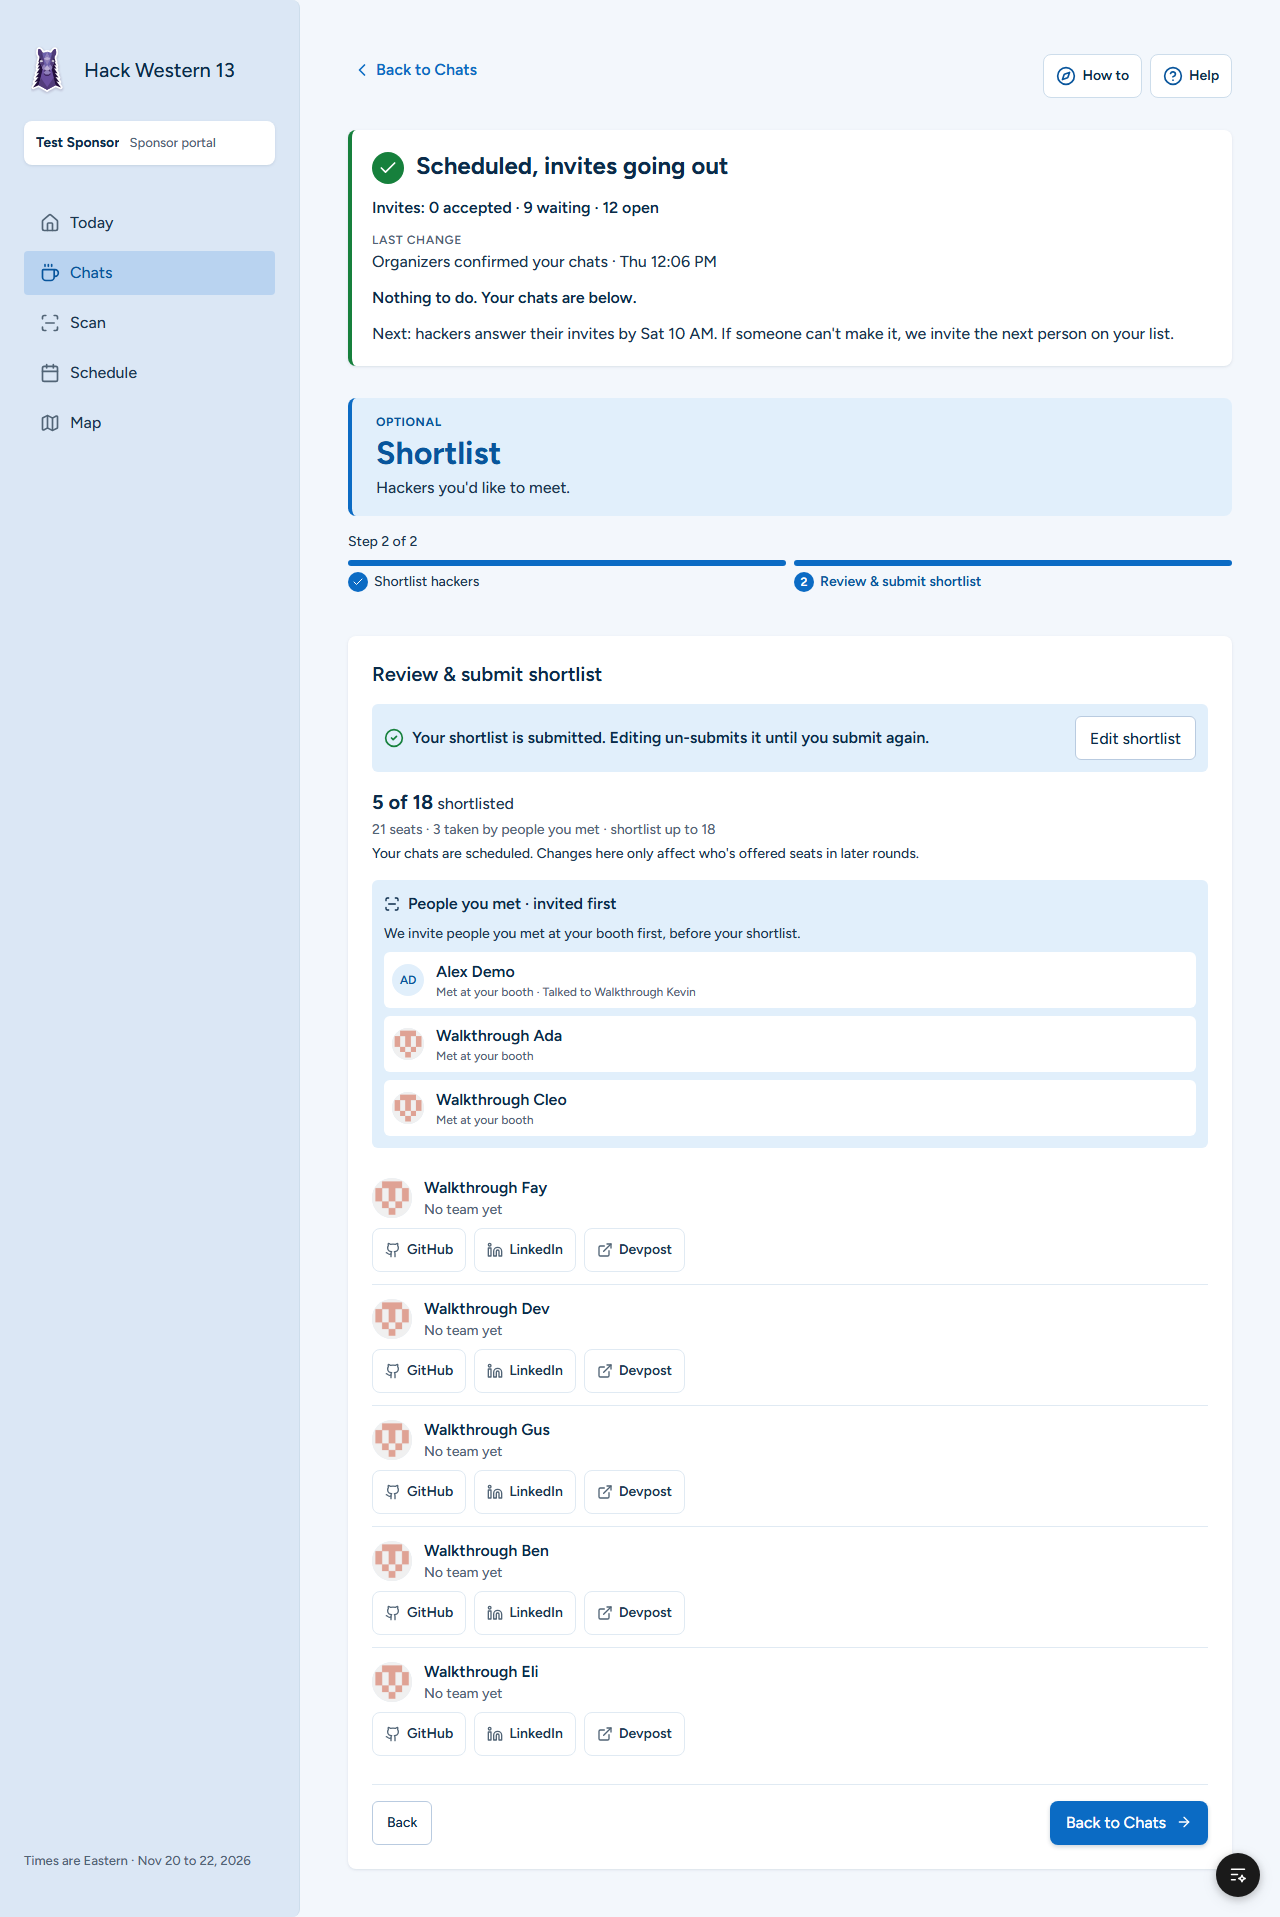 Hack Western 13
Test Sponsor Sponsor portal
Today
Chats
Scan
Schedule
Map
Times are Eastern · Nov 20 to 22, 2026
Back to Chats
How to
Help
Scheduled, invites going out
Invites: 0 accepted · 9 waiting · 12 open
LAST CHANGE
Organizers confirmed your chats · Thu 12:06 PM
Nothing to do. Your chats are below.
Next: hackers answer their invites by Sat 10 AM. If someone can't make it, we invite the next person on your list.
OPTIONAL
Shortlist
Hackers you'd like to meet.
Step 2 of 2
Shortlist hackers
2 Review & submit shortlist
Review & submit shortlist
Your shortlist is submitted. Editing un-submits it until you submit again.
Edit shortlist
5 of 18 shortlisted
21 seats · 3 taken by people you met · shortlist up to 18
Your chats are scheduled. Changes here only affect who's offered seats in later rounds.
People you met · invited first
We invite people you met at your booth first, before your shortlist.
AD
Alex Demo
Met at your booth · Talked to Walkthrough Kevin
Walkthrough Ada
Met at your booth
Walkthrough Cleo
Met at your booth
Walkthrough Fay
No team yet
GitHub LinkedIn Devpost
Walkthrough Dev
No team yet
GitHub LinkedIn Devpost
Walkthrough Gus
No team yet
GitHub LinkedIn Devpost
Walkthrough Ben
No team yet
GitHub LinkedIn Devpost
Walkthrough Eli
No team yet
GitHub LinkedIn Devpost
Back
Back to Chats